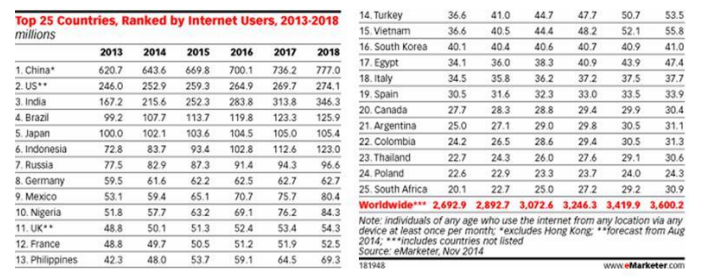 Top 25 Countries, Ranked by Internet Users, 2013-2018
millions
2013 2014 2015 2016 2017 2018
1. China* 620.7 643.6 669.8 700.1 736.2 777.0
2. US** 246.0 252.9 259.3 264.9 269.7 274.1
3. India 167.2 215.6 252.3 283.8 313.8 346.3
4. Brazil 99.2 107.7 113.7 119.8 123.3 125.9
5. Japan 100.0 102.1 103.6 104.5 105.0 105.4
6. Indonesia 72.8 83.7 93.4 102.8 112.6 123.0
7. Russia 77.5 82.9 87.3 91.4 94.3 96.6
8. Germany 59.5 61.6 62.2 62.5 62.7 62.7
9. Mexico 53.1 59.4 65.1 70.7 75.7 80.4
10. Nigeria 51.8 57.7 63.2 69.1 76.2 84.3
11. UK** 48.8 50.1 51.3 52.4 53.4 54.3
12. France 48.8 49.7 50.5 51.2 51.9 52.5
13. Philippines 42.3 48.0 53.7 59.1 64.5 69.3
14. Turkey 36.6 41.0 44.7 47.7 50.7 53.5
15. Vietnam 36.6 40.5 44.4 48.2 52.1 55.8
16. South Korea 40.1 40.4 40.6 40.7 40.9 41.0
17. Egypt 34.1 36.0 38.3 40.9 43.9 47.4
18. Italy 34.5 35.8 36.2 37.2 37.5 37.7
19. Spain 30.5 31.6 32.3 33.0 33.5 33.9
20. Canada 27.7 28.3 28.8 29.4 29.9 30.4
21. Argentina 25.0 27.1 29.0 29.8 30.5 31.1
22. Colombia 24.2 26.5 28.6 29.4 30.5 31.3
23. Thailand 22.7 24.3 26.0 27.6 29.1 30.6
24. Poland 22.6 22.9 23.3 23.7 24.0 24.3
25. South Africa 20.1 22.7 25.0 27.2 29.2 30.9
Worldwide*** 2,692.9 2,892.7 3,072.6 3,246.3 3,419.9 3,600.2
Note: individuals of any age who use the internet from any location via any
device at least once per month; *excludes Hong Kong; **forecast from Aug
2014; ***includes countries not listed
Source: eMarketer, Nov 2014
181948 www.eMarketer.com